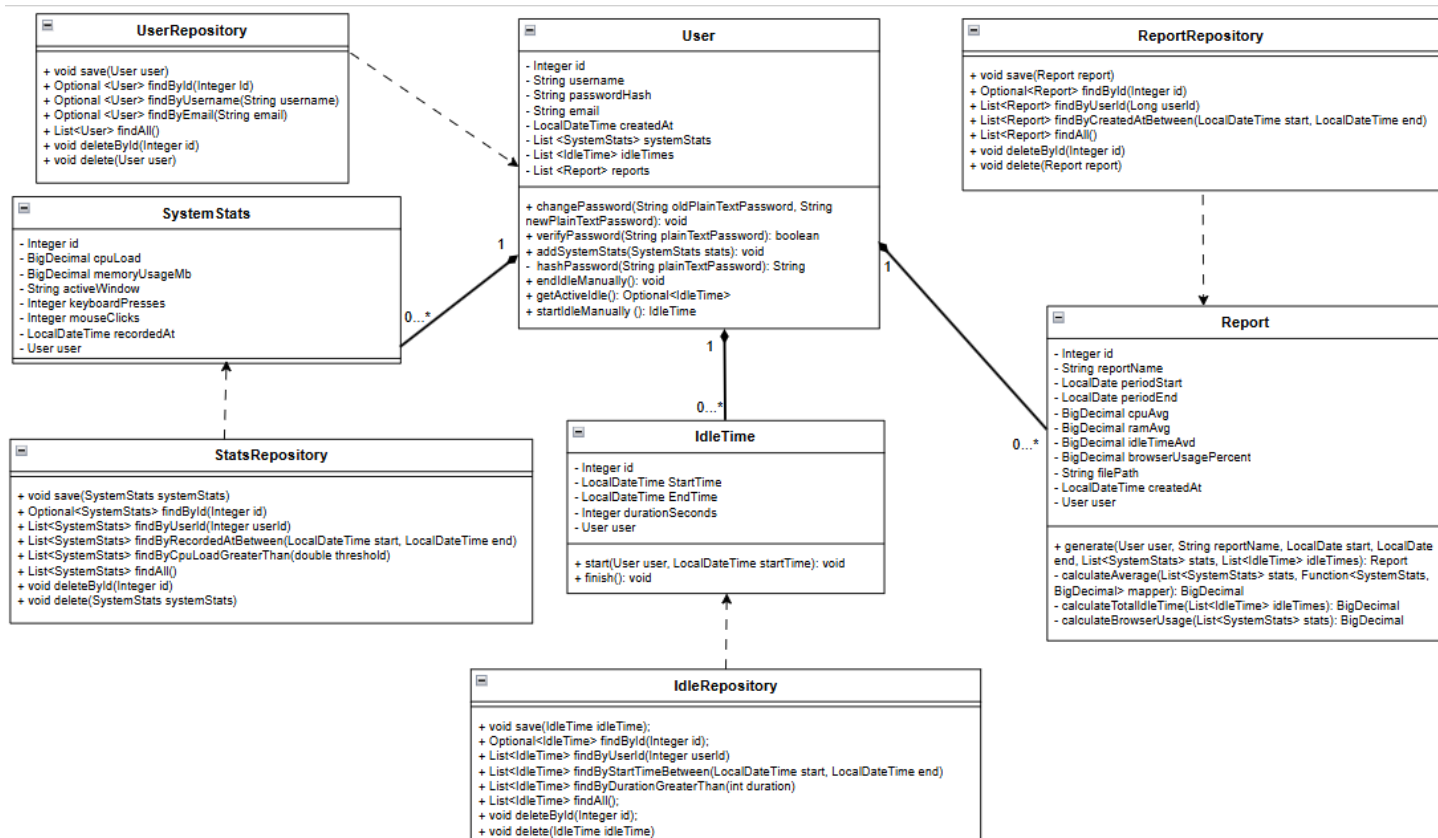 UserRepository
+ void save(User user)
+ Optional <User> findById(Integer Id)
+ Optional <User> findByUsername(String username)
+ Optional <User> findByEmail(String email)
+ List<User> findAll()
+ void deleteById(Integer id)
+ void delete(User user)
User
- Integer id
- String username
- String passwordHash
- String email
- LocalDateTime createdAt
- List <SystemStats> systemStats
- List <IdleTime> idleTimes
- List <Report> reports
+ changePassword(String oldPlainTextPassword, String
newPlainTextPassword): void
+ verifyPassword(String plainTextPassword): boolean
+ addSystemStats(SystemStats stats): void
- hashPassword(String plainTextPassword): String
+ endIdleManually(): void
+ getActiveIdle(): Optional<IdleTime>
+ startIdleManually (): IdleTime
ReportRepository
+ void save(Report report)
+ Optional<Report> findById(Integer id)
+ List<Report> findByUserId(Long userId)
+ List<Report> findByCreatedAtBetween(LocalDateTime start, LocalDateTime end)
+ List<Report> findAll()
+ void deleteById(Integer id)
+ void delete(Report report)
SystemStats
- Integer id
- BigDecimal cpuLoad
- BigDecimal memoryUsageMb
- String activeWindow
- Integer keyboardPresses
- Integer mouseClicks
- LocalDateTime recordedAt
- User user
1
0...*
1
0...*
1
0...*
Report
- Integer id
- String reportName
- LocalDate periodStart
- LocalDate periodEnd
- BigDecimal cpuAvg
- BigDecimal ramAvg
- BigDecimal idleTimeAvd
- BigDecimal browserUsagePercent
- String filePath
- LocalDateTime createdAt
- User user
+ generate(User user, String reportName, LocalDate start, LocalDate
end, List<SystemStats> stats, List<IdleTime> idleTimes): Report
- calculateAverage(List<SystemStats> stats, Function<SystemStats,
BigDecimal> mapper): BigDecimal
- calculateTotalIdleTime(List<IdleTime> idleTimes): BigDecimal
- calculateBrowserUsage(List<SystemStats> stats): BigDecimal
StatsRepository
+ void save(SystemStats systemStats)
+ Optional<SystemStats> findById(Integer id)
+ List<SystemStats> findByUserId(Integer userId)
+ List<SystemStats> findByRecordedAtBetween(LocalDateTime start, LocalDateTime end)
+ List<SystemStats> findByCpuLoadGreaterThan(double threshold)
+ List<SystemStats> findAll()
+ void deleteById(Integer id)
+ void delete(SystemStats systemStats)
IdleTime
- Integer id
- LocalDateTime StartTime
- LocalDateTime EndTime
- Integer durationSeconds
- User user
+ start(User user, LocalDateTime startTime): void
+ finish(): void
IdleRepository
+ void save(IdleTime idleTime);
+ Optional<IdleTime> findById(Integer id);
+ List<IdleTime> findByUserId(Integer userId)
+ List<IdleTime> findByStartTimeBetween(LocalDateTime start, LocalDateTime end)
+ List<IdleTime> findByDurationGreaterThan(int duration)
+ List<IdleTime> findAll();
+ void deleteById(Integer id);
+ void delete(IdleTime idleTime)